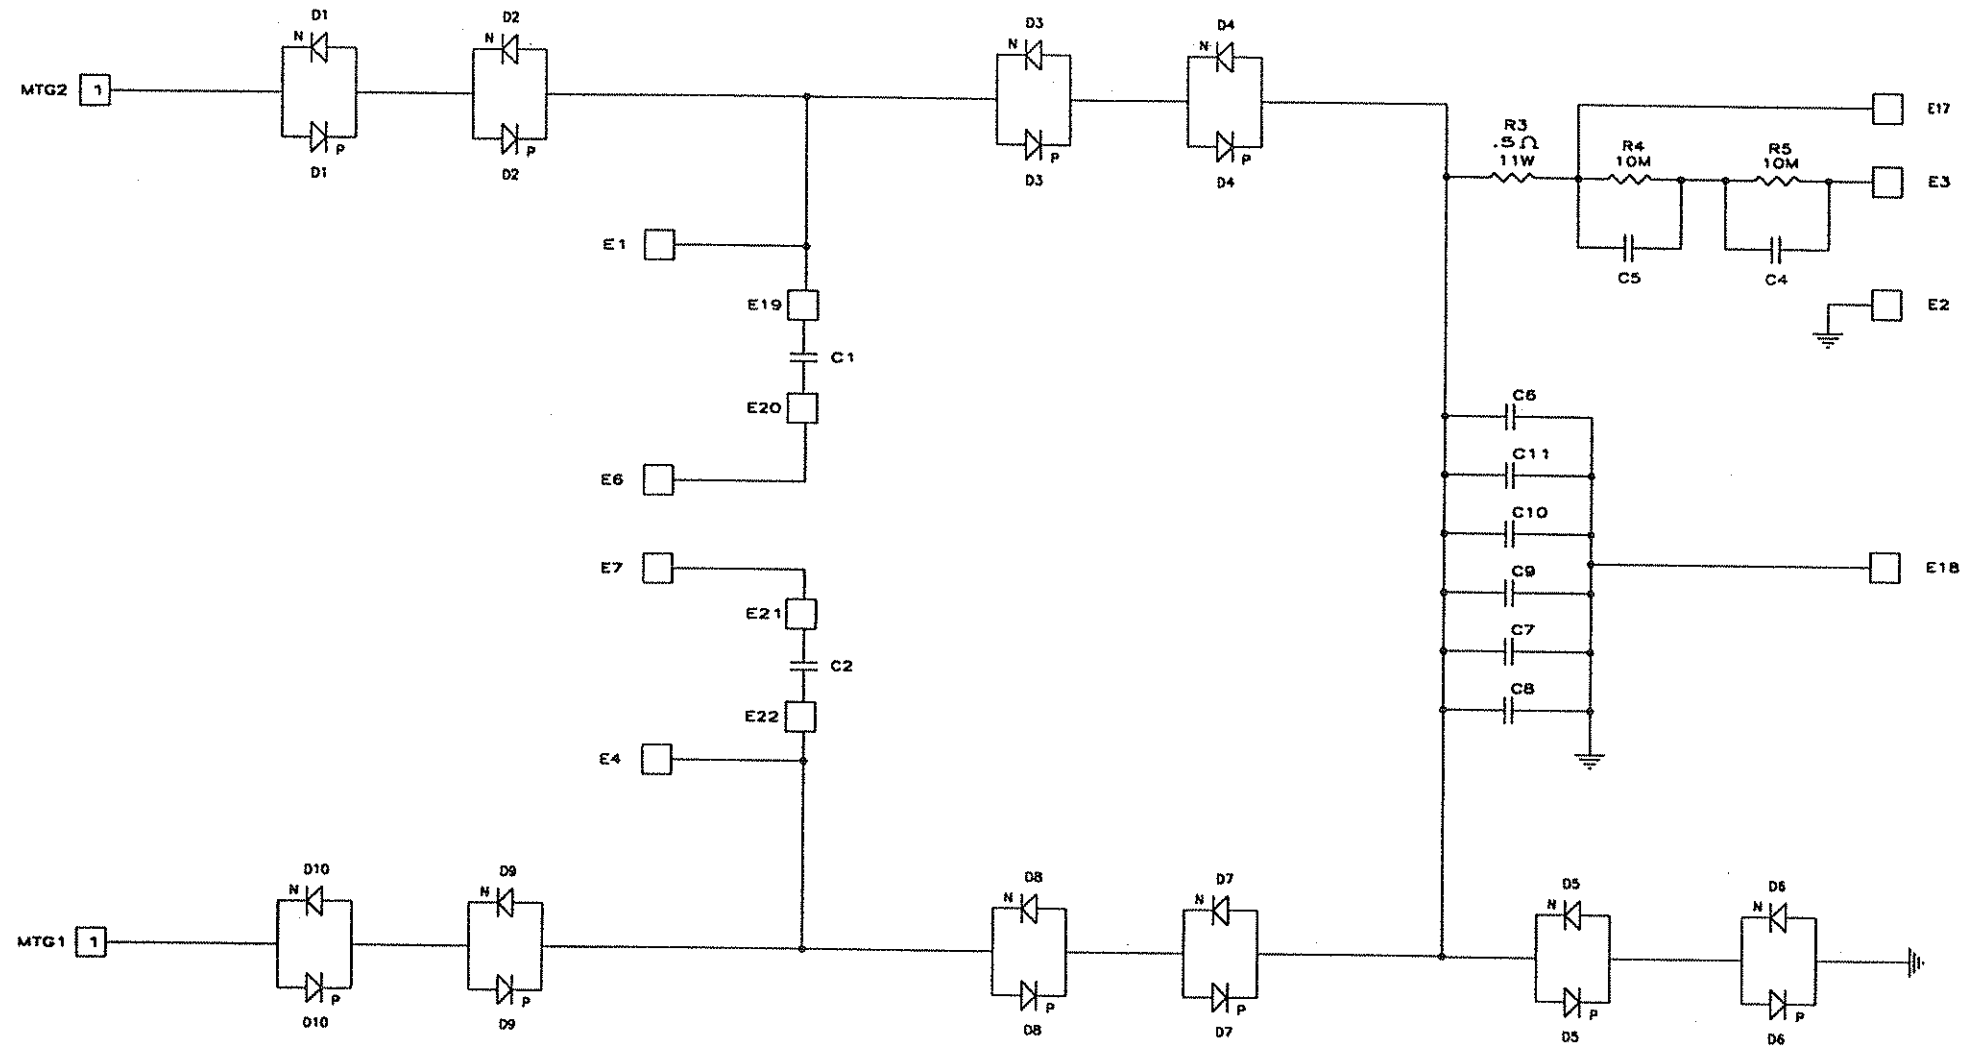 D1
D2
D3
D4
N
N
N
N
MTG2
1
P
P
P
P
D1
D2
D3
D4
E17
R3
.5Ω
11W
R4
10M
R5
10M
E3
C5
C4
E2
E1
E19
C1
E20
E6
C6
C11
C10
C9
C7
C8
E18
E7
E21
C2
E22
E4
D10
D9
D8
D7
D5
D6
N
N
N
N
N
N
MTG1
1
P
P
P
P
P
P
D10
D9
D8
D7
D5
D6